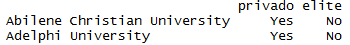 privado elite
Abilene Christian University Yes No
Adelphi University Yes No